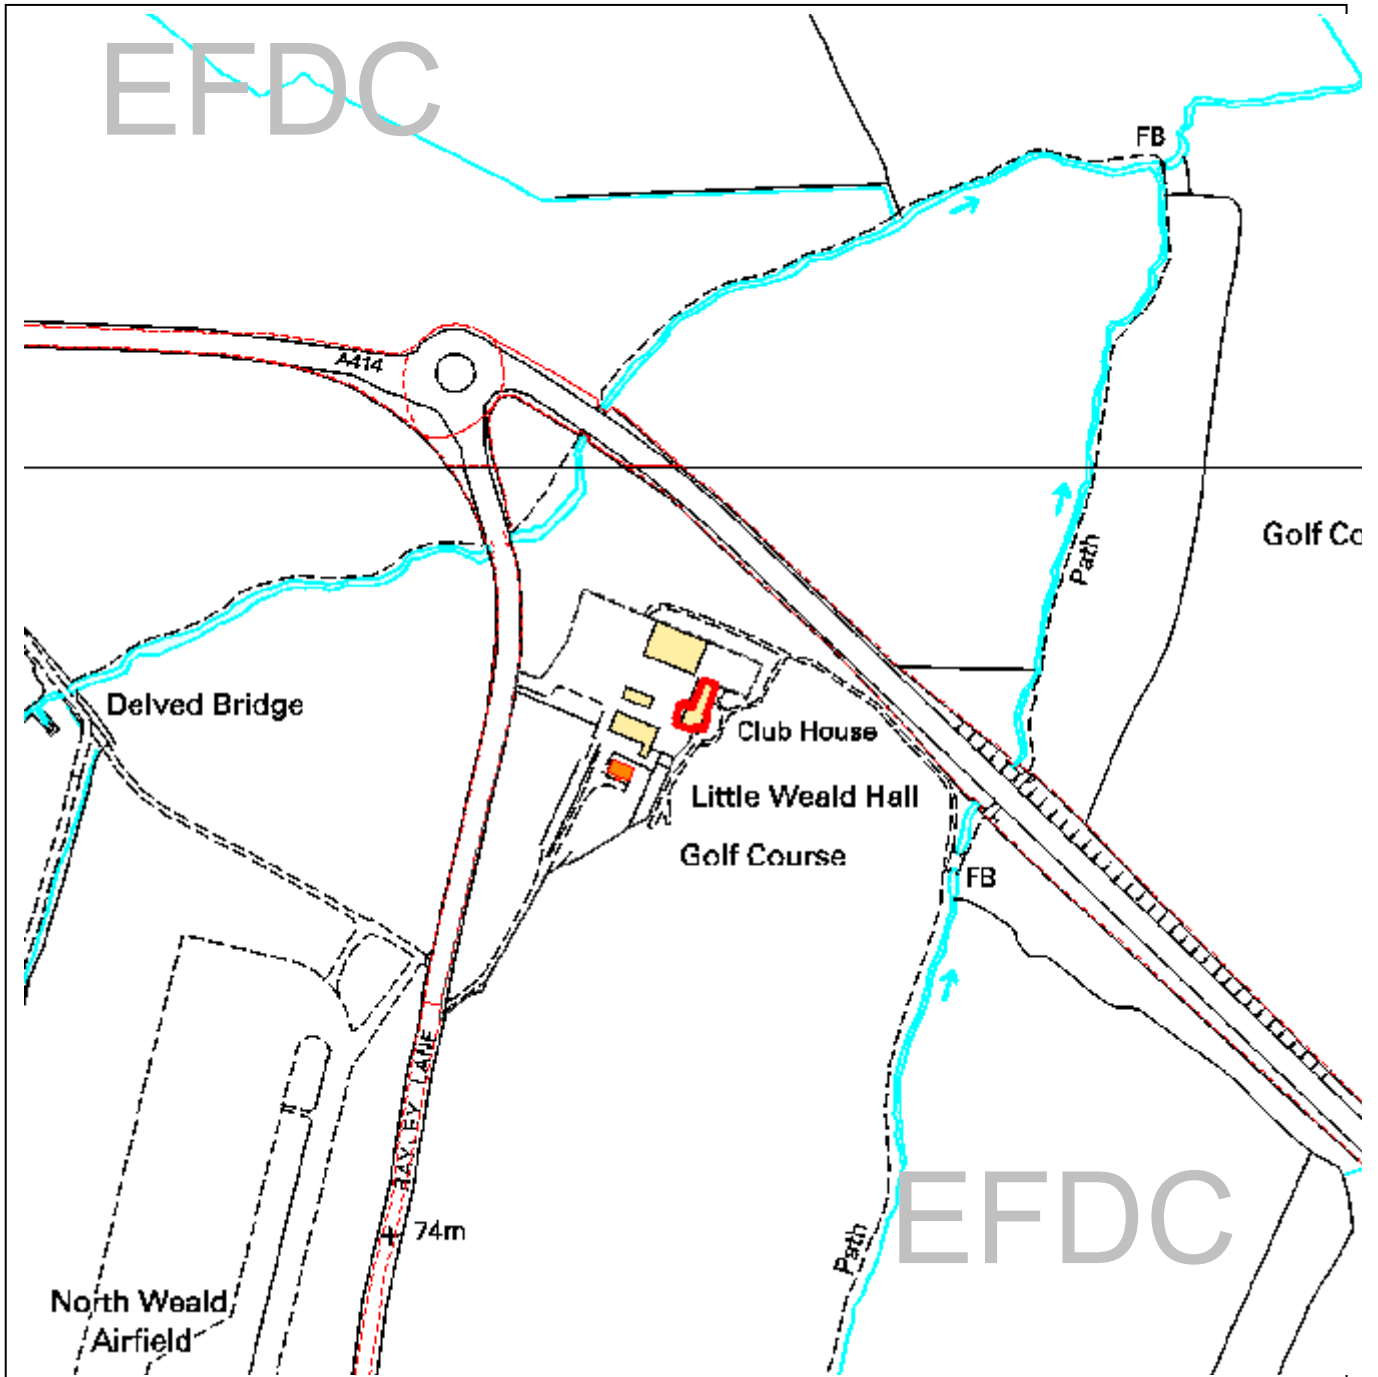 EFDC
FB
A414
Golf Co
Path
Delved Bridge
Club House
Little Weald Hall
Golf Course
FB
RAYLEY LANE
74m
Path
EFDC
North Weald
Airfield